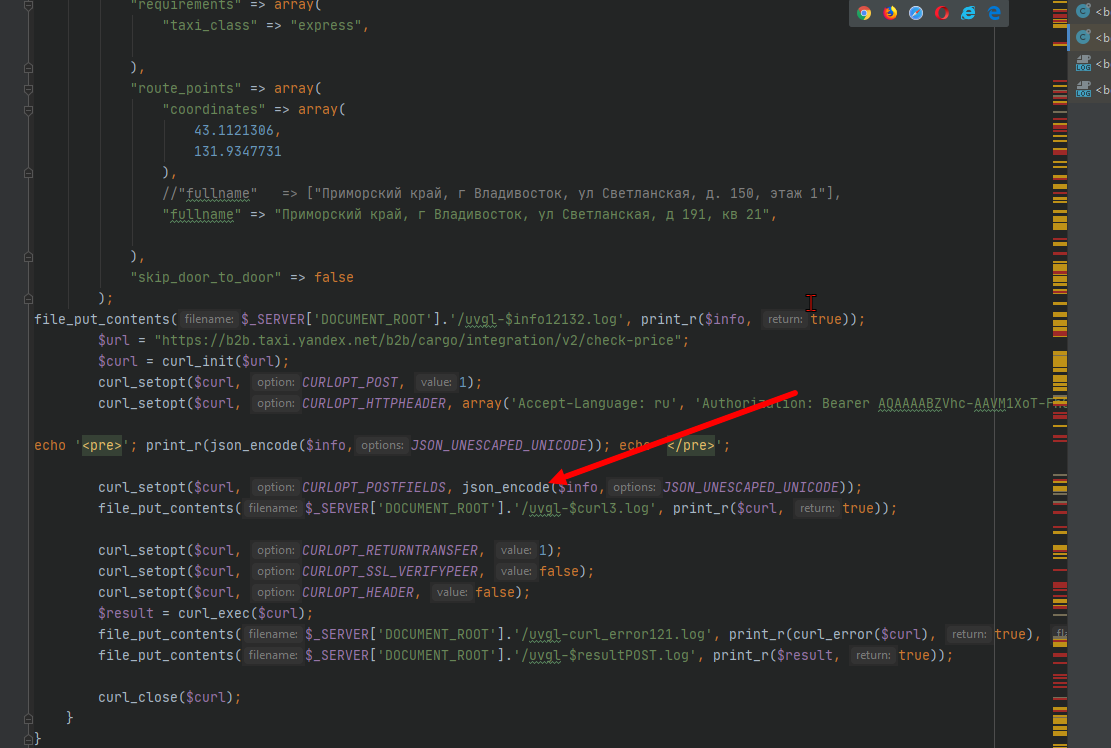 "requirements" => array(
"taxi_class" => "express",
),
"route_points" => array(
"coordinates" => array(
43.1121306,
131.9347731
),
//"fullname" => ["Приморский край, г Владивосток, ул Светланская, д. 150, этаж 1"],
"fullname" => "Приморский край, г Владивосток, ул Светланская, д 191, кв 21",
),
"skip_door_to_door" => false
);
file_put_contents( filename: $_SERVER['DOCUMENT_ROOT'].'/uvgl-$info12132.log', print_r($info, return: true));
$url = "https://b2b.taxi.yandex.net/b2b/cargo/integration/v2/check-price";
$curl = curl_init($url);
curl_setopt($curl, option: CURLOPT_POST, value: 1);
curl_setopt($curl, option: CURLOPT_HTTPHEADER, array('Accept-Language: ru', 'Authorization: Bearer AQAAAABZVhc-AAVM1XoT-
echo '<pre>'; print_r(json_encode($info, options: JSON_UNESCAPED_UNICODE)); echo '</pre>';
curl_setopt($curl, option: CURLOPT_POSTFIELDS, json_encode($info, options: JSON_UNESCAPED_UNICODE));
file_put_contents( filename: $_SERVER['DOCUMENT_ROOT'].'/uvgl-$curl3.log', print_r($curl, return: true));
curl_setopt($curl, option: CURLOPT_RETURNTRANSFER, value: 1);
curl_setopt($curl, option: CURLOPT_SSL_VERIFYPEER, value: false);
curl_setopt($curl, option: CURLOPT_HEADER, value: false);
$result = curl_exec($curl);
file_put_contents( filename: $_SERVER['DOCUMENT_ROOT'].'/uvgl-curl_error121.log', print_r(curl_error($curl), return: true),
file_put_contents( filename: $_SERVER['DOCUMENT_ROOT'].'/uvgl-$resultPOST.log', print_r($result, return: true));
curl_close($curl);
}
}
C <b
C <b
LOG <b
LOG <b